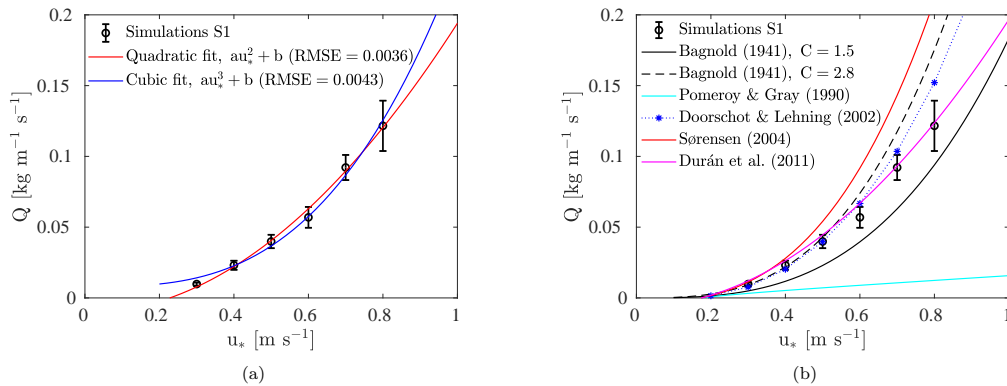 0.2
0.15
0.1
0.05
0
Q [kg m⁻¹ s⁻¹]
Simulations S1
Quadratic fit, au²* + b (RMSE = 0.0036)
Cubic fit, au³* + b (RMSE = 0.0043)
0 0.2 0.4 0.6 0.8 1
u* [m s⁻¹]
(a)
0.2
0.15
0.1
0.05
0
Q [kg m⁻¹ s⁻¹]
Simulations S1
Bagnold (1941), C = 1.5
Bagnold (1941), C = 2.8
Pomeroy & Gray (1990)
Doorschot & Lehning (2002)
Sørensen (2004)
Durán et al. (2011)
0 0.2 0.4 0.6 0.8 1
u* [m s⁻¹]
(b)